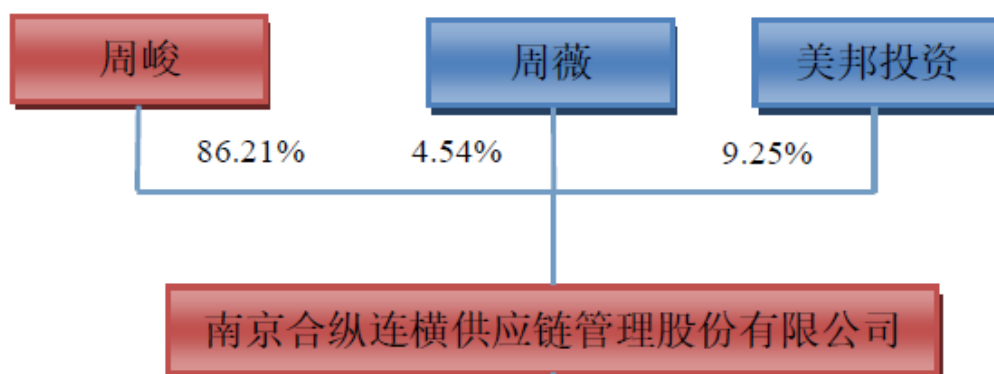 周峻
周薇
美邦投资
86.21%
4.54%
9.25%
南京合纵连横供应链管理股份有限公司